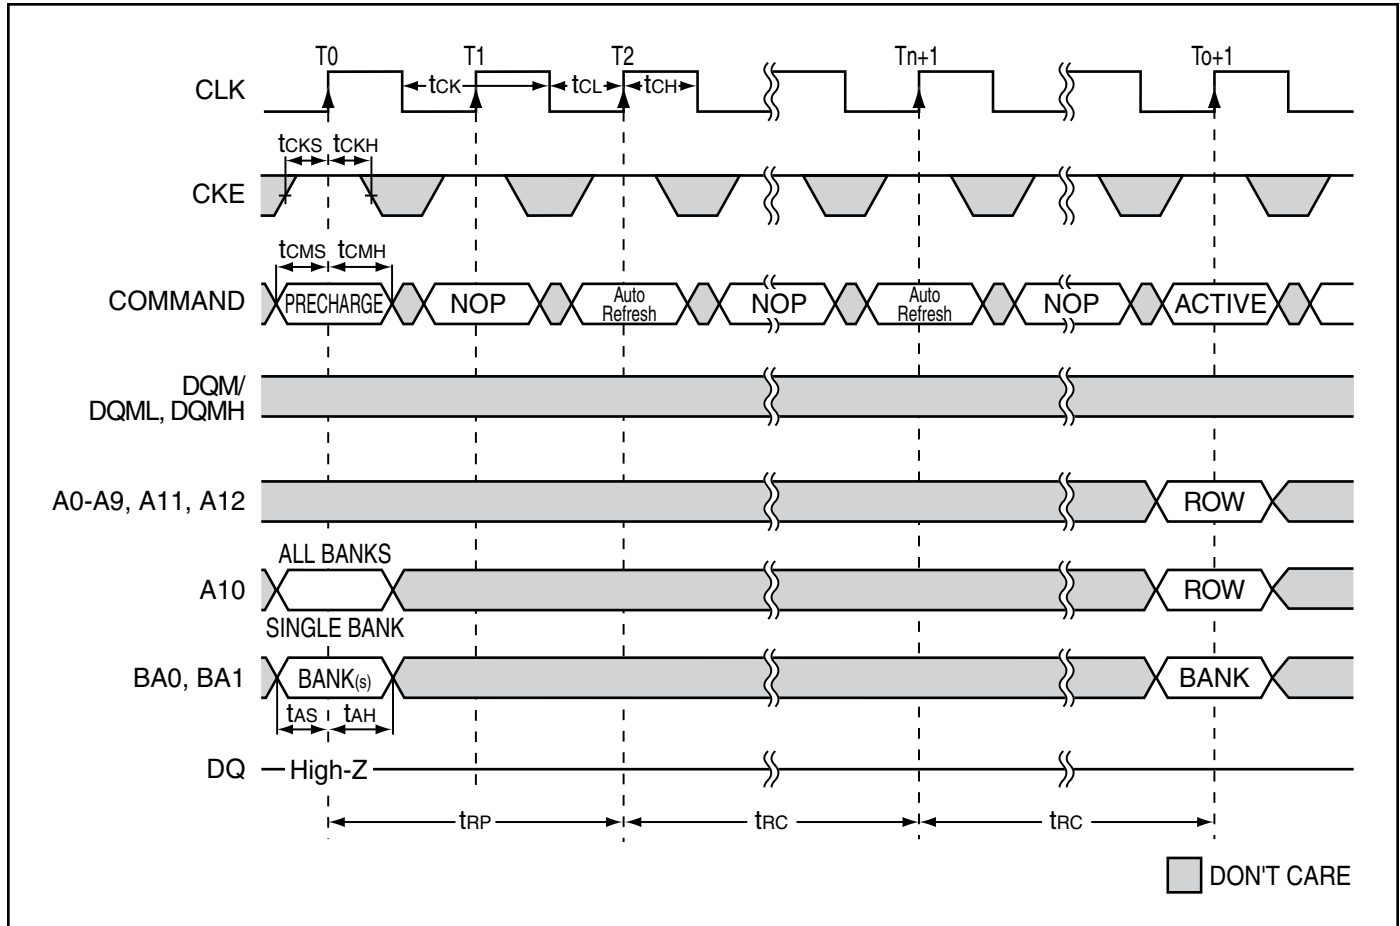 T0 T1 T2 Tn+1 To+1
CLK tCK tCL tCH
tCKS tCKH
CKE
tCMS tCMH
COMMAND PRECHARGE NOP Auto Refresh NOP Auto Refresh NOP ACTIVE
DQM/
DQML, DQMH
A0-A9, A11, A12 ROW
ALL BANKS
A10 ROW
SINGLE BANK
BA0, BA1 BANK(s) BANK
tAS tAH
DQ High-Z
tRP tRC tRC
DON'T CARE